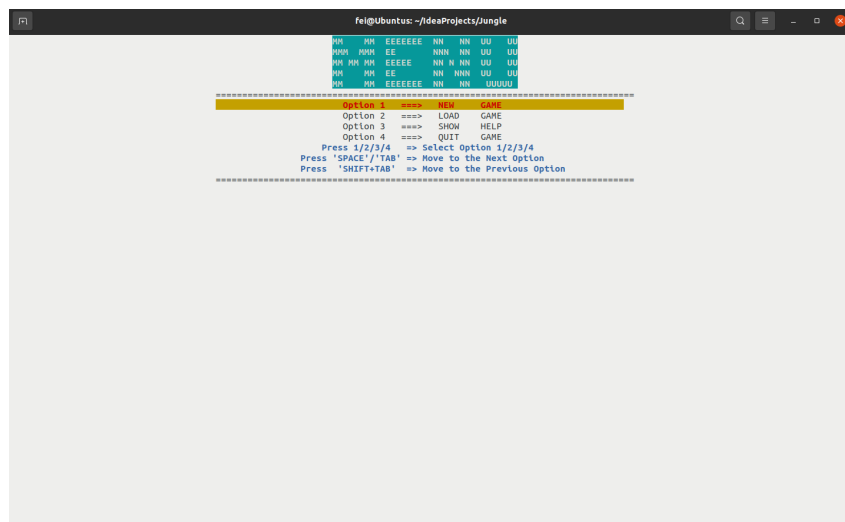 fei@Ubuntus: ~/IdeaProjects/Jungle
MM    MM  EEEEEEE  NN   NN  UU   UU
MMM  MMM  EE       NNN  NN  UU   UU
MM MM MM  EEEEE    NN N NN  UU   UU
MM    MM  EE       NN  NNN  UU   UU
MM    MM  EEEEEEE  NN   NN   UUUUU
===============================================================================
Option 1   ===>   NEW     GAME
Option 2   ===>   LOAD    GAME
Option 3   ===>   SHOW    HELP
Option 4   ===>   QUIT    GAME
Press 1/2/3/4   => Select Option 1/2/3/4
Press 'SPACE'/'TAB' => Move to the Next Option
Press  'SHIFT+TAB'  => Move to the Previous Option
===============================================================================